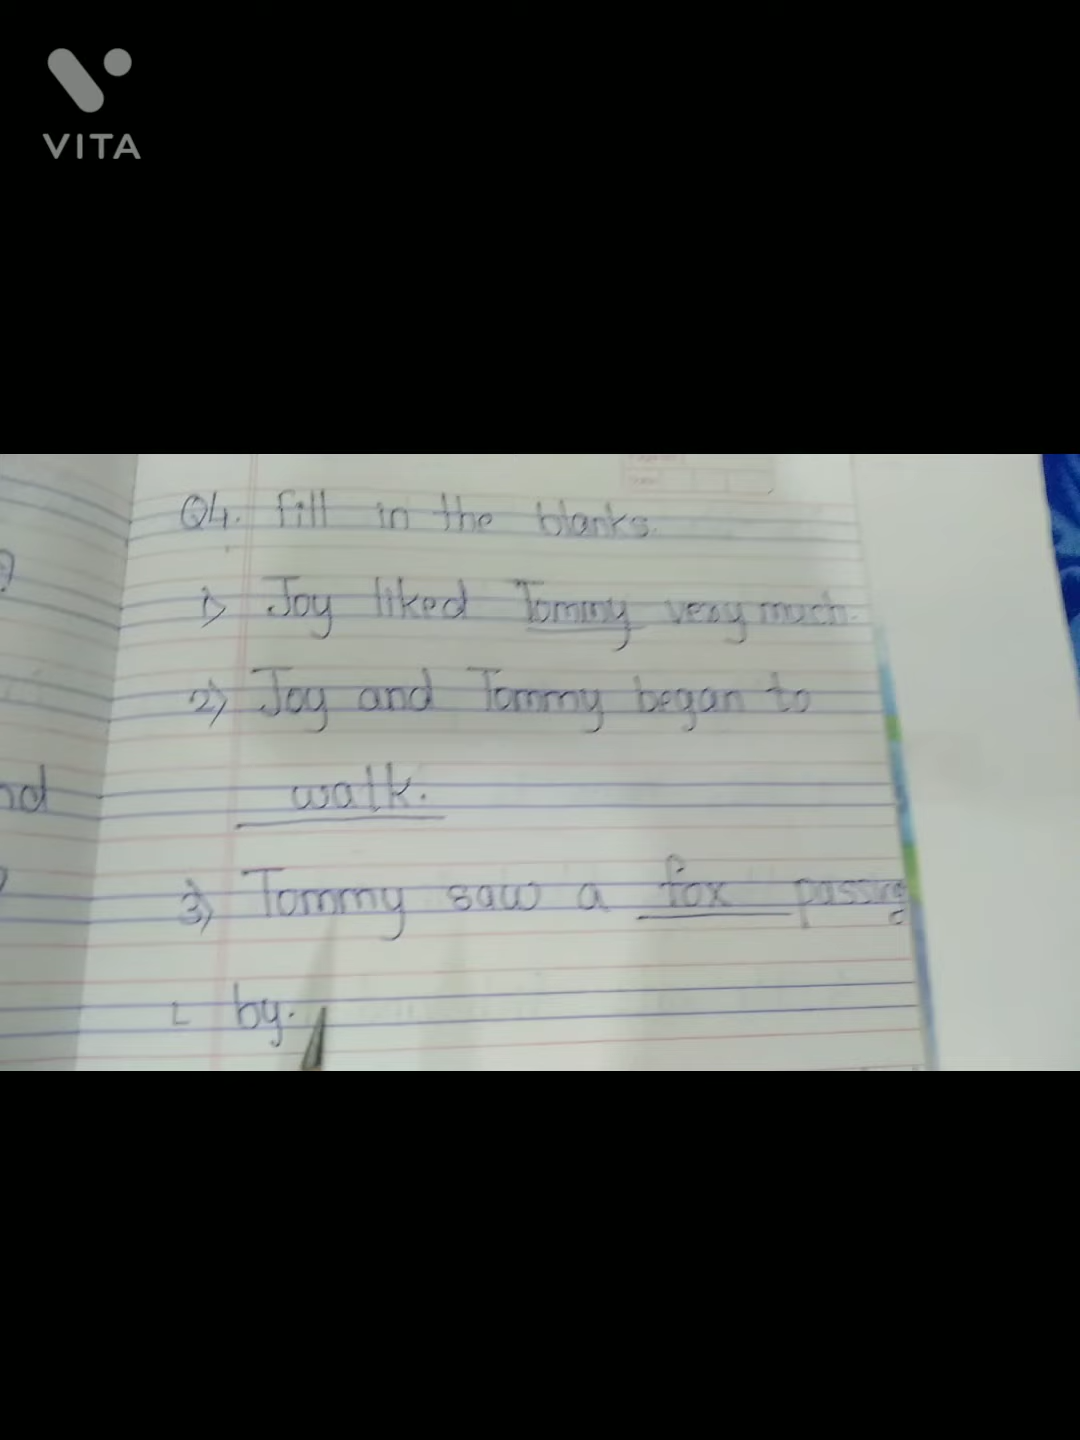 VITA
Q4. fill in the blanks.
1) Joy liked Tommy very much.
2) Joy and Tommy began to
walk.
nd
3) Tommy saw a fox passing
by.